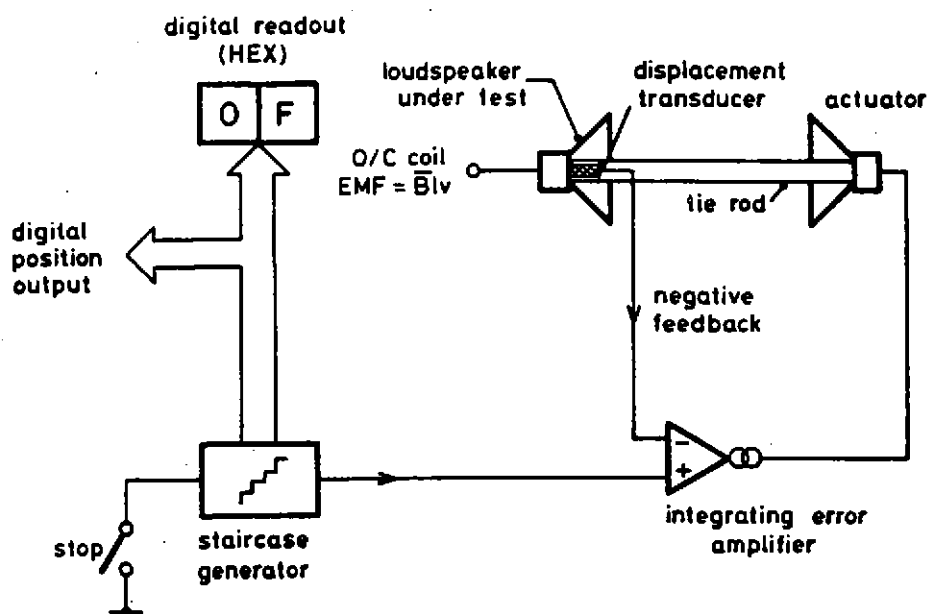 digital readout
(HEX)
0 F
loudspeaker
under test
displacement
transducer
actuator
O/C coil
EMF = B̅lv
tie rod
digital
position
output
negative
feedback
-
+
integrating error
amplifier
stop
staircase
generator